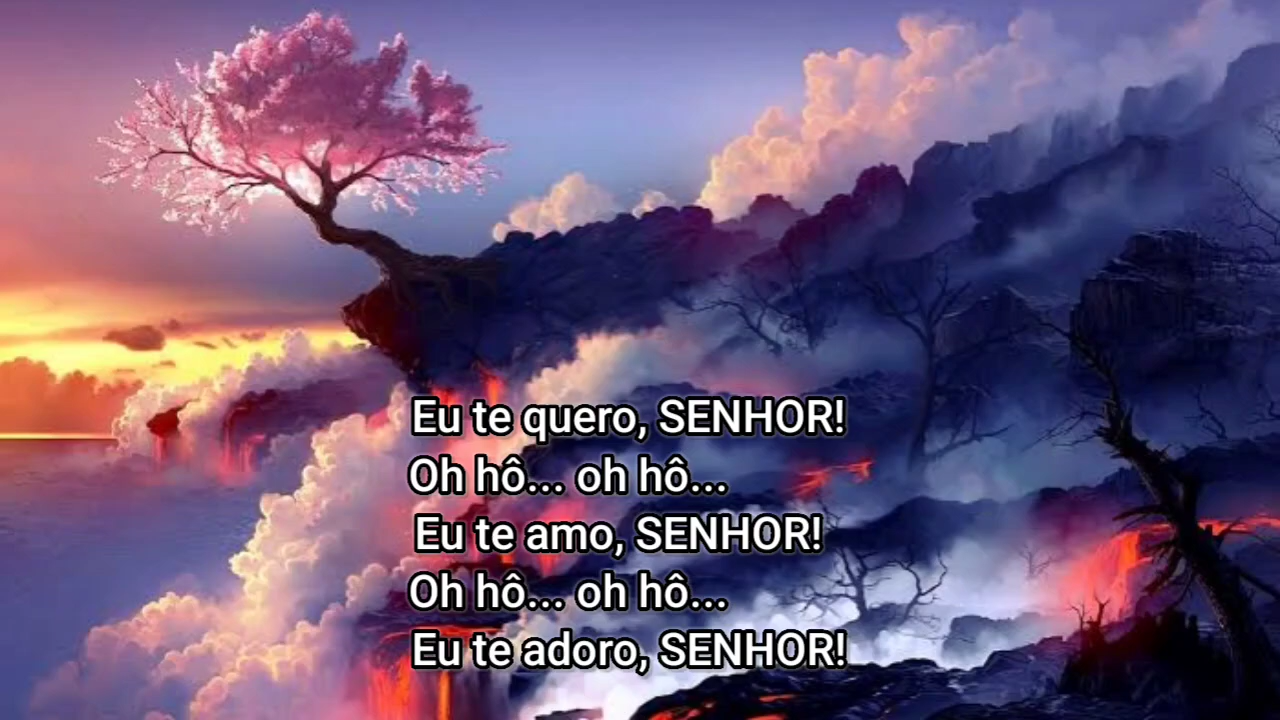 Eu te quero, SENHOR!
Oh hô... oh hô...
Eu te amo, SENHOR!
Oh hô... oh hô...
Eu te adoro, SENHOR!